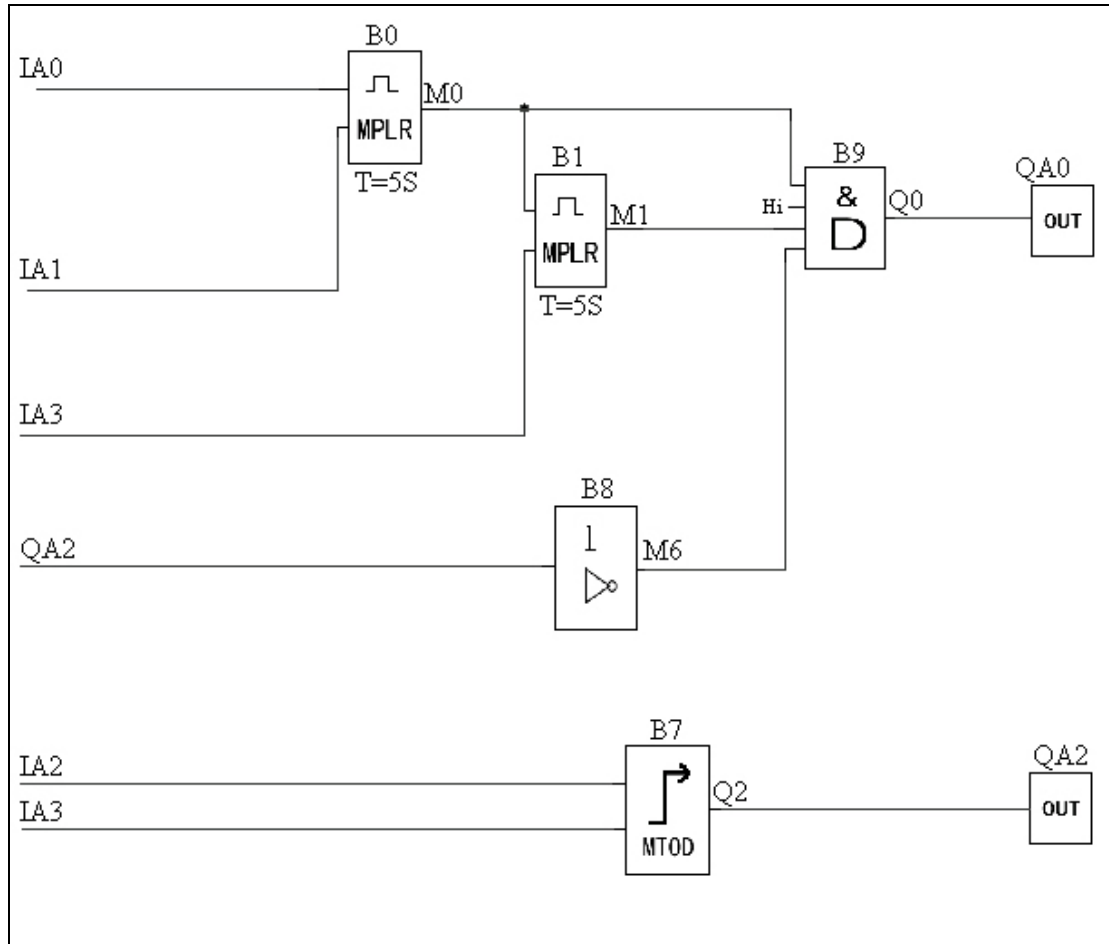 B0
IA0
M0
MPLR
T=5S
B1
M1
MPLR
T=5S
B9
&
Hi
Q0
QA0
OUT
IA1
IA3
B8
1
QA2
M6
B7
IA2
IA3
MTOD
Q2
QA2
OUT